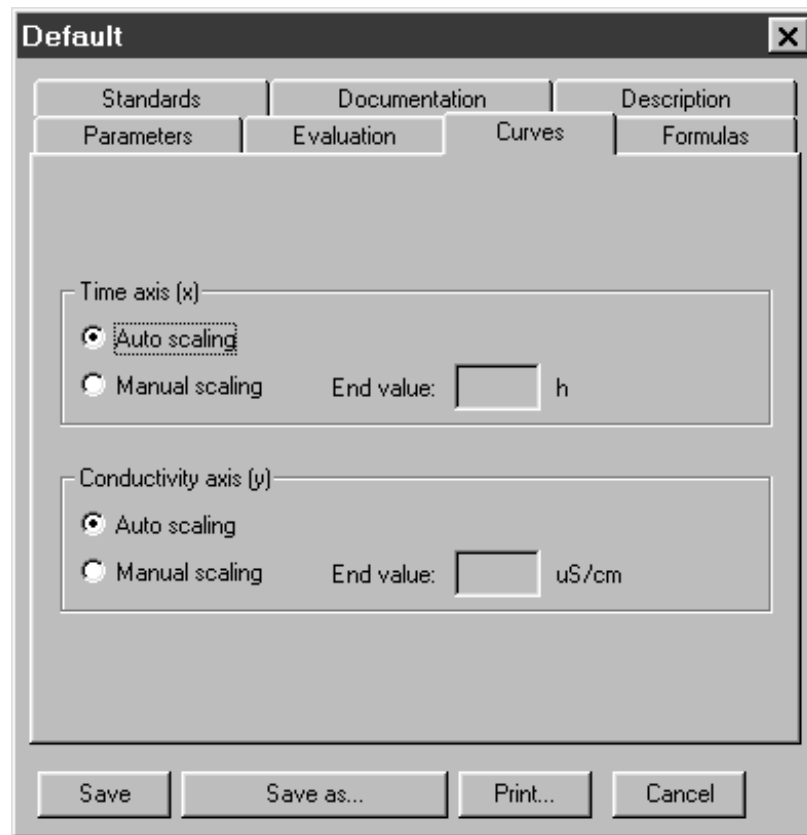 Default
Standards Documentation Description
Parameters Evaluation Curves Formulas
Time axis (x)
Auto scaling
Manual scaling End value: h
Conductivity axis (y)
Auto scaling
Manual scaling End value: uS/cm
Save Save as... Print... Cancel